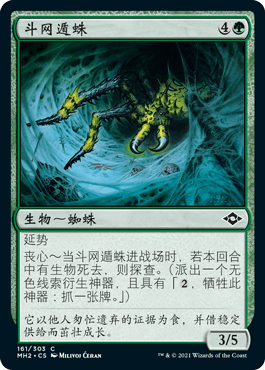 斗网遁蛛 4
生物～蜘蛛
延势
丧心～当斗网遁蛛进战场时，若本回合
中有生物死去，则探查。（派出一个无
色线索衍生神器，且具有「2，牺牲此
神器：抓一张牌。」）
它以他人匆忙遗弃的证据为食，并借稳定
供给而茁壮成长。
3/5
161/303 C
MH2 • CS MILIVOJ ĆERAN
™ & © 2021 Wizards of the Coast